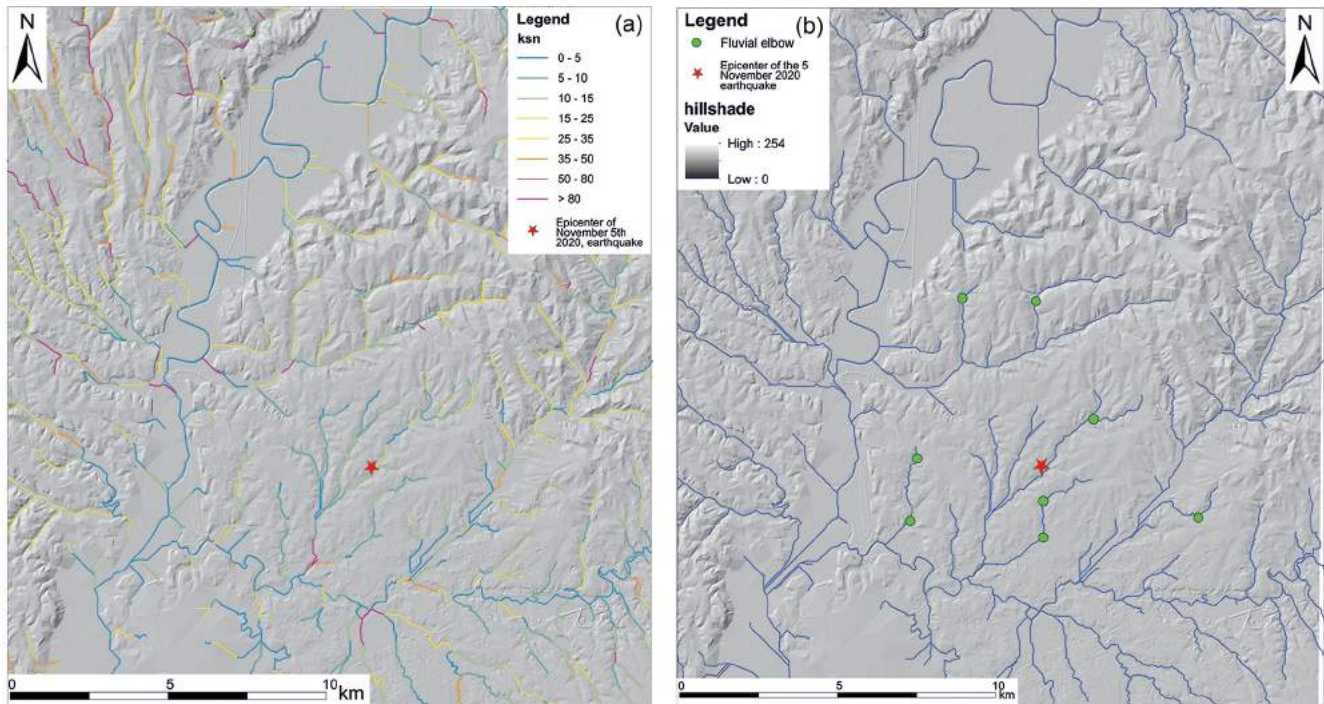 N
Legend
(a)
ksn
0 - 5
5 - 10
10 - 15
15 - 25
25 - 35
35 - 50
50 - 80
> 80
Epicenter of
November 5th
2020, earthquake
0 5 10
km
Legend
(b)
N
Fluvial elbow
Epicenter of the 5
November 2020
earthquake
hillshade
Value
High : 254
Low : 0
0 5 10
km